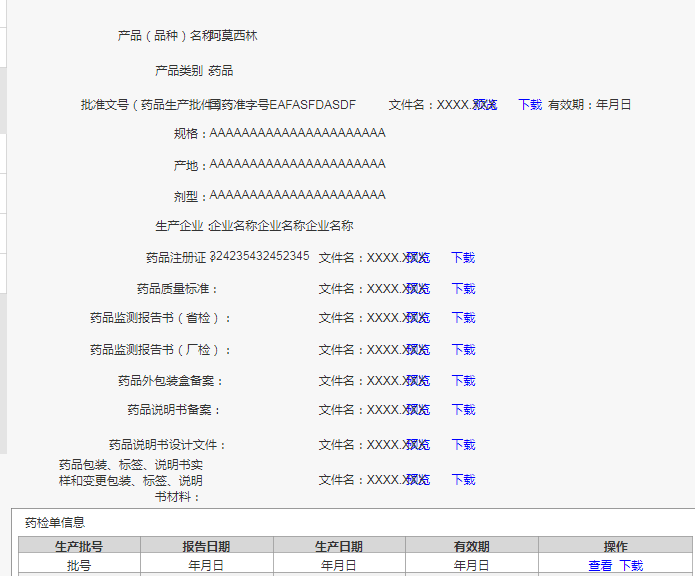 产品（品种）名称 阿莫西林
产品类别：药品
批准文号（药品生产批件） 国药准字号EAFASFDASDF 文件名：XXXX.XXX 预览 下载 有效期：年月日
规格：AAAAAAAAAAAAAAAAAAAAAA
产地：AAAAAAAAAAAAAAAAAAAAAA
剂型：AAAAAAAAAAAAAAAAAAAAAA
生产企业：企业名称企业名称企业名称
药品注册证：324235432452345 文件名：XXXX.XXX 预览 下载
药品质量标准： 文件名：XXXX.XXX 预览 下载
药品监测报告书（省检）： 文件名：XXXX.XXX 预览 下载
药品监测报告书（厂检）： 文件名：XXXX.XXX 预览 下载
药品外包装盒备案： 文件名：XXXX.XXX 预览 下载
药品说明书备案： 文件名：XXXX.XXX 预览 下载
药品说明书设计文件： 文件名：XXXX.XXX 预览 下载
药品包装、标签、说明书实
样和变更包装、标签、说明 文件名：XXXX.XXX 预览 下载
书材料：
药检单信息
生产批号 报告日期 生产日期 有效期 操作
批号 年月日 年月日 年月日 查看 下载